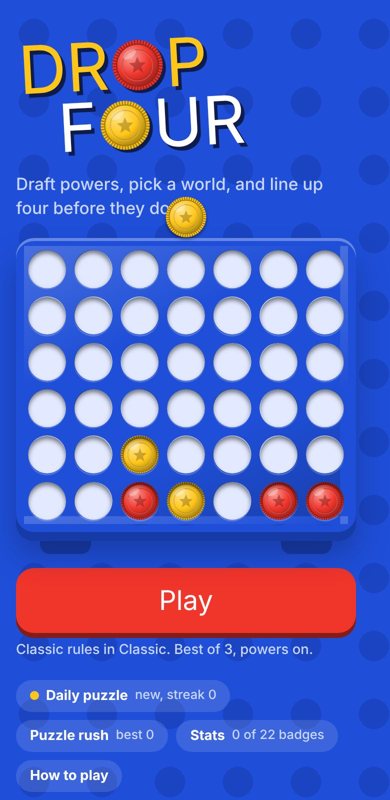 DROP
FOUR
Draft powers, pick a world, and line up
four before they do
Play
Classic rules in Classic. Best of 3, powers on.
Daily puzzle new, streak 0
Puzzle rush best 0
Stats 0 of 22 badges
How to play